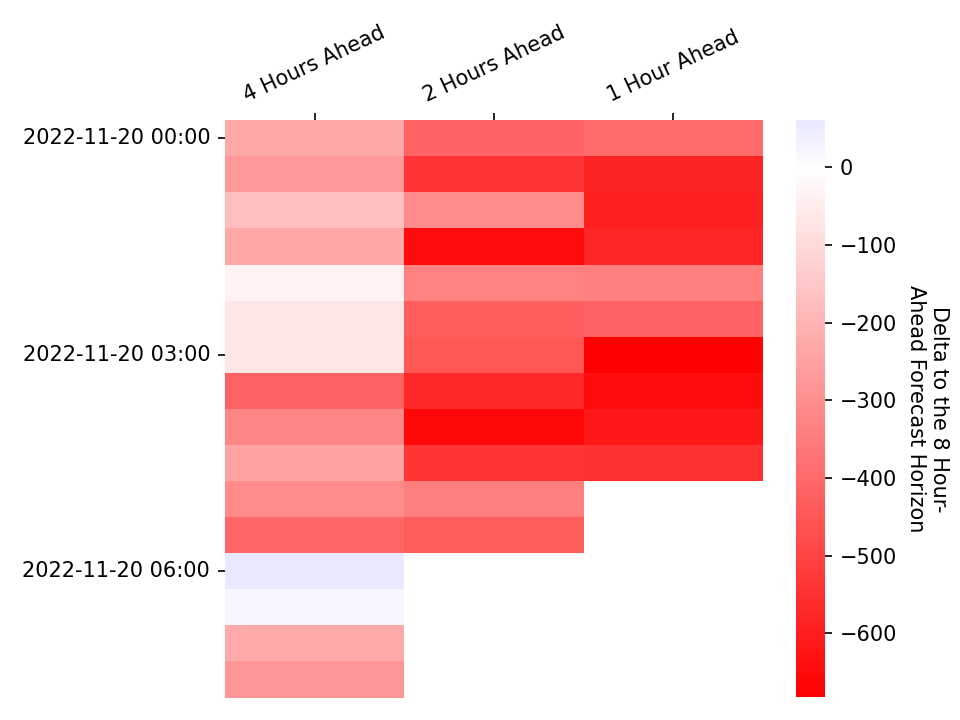 4 Hours Ahead
2 Hours Ahead
1 Hour Ahead
2022-11-20 00:00
2022-11-20 03:00
2022-11-20 06:00
0
−100
−200
−300
−400
−500
−600
Delta to the 8 Hour-
Ahead Forecast Horizon